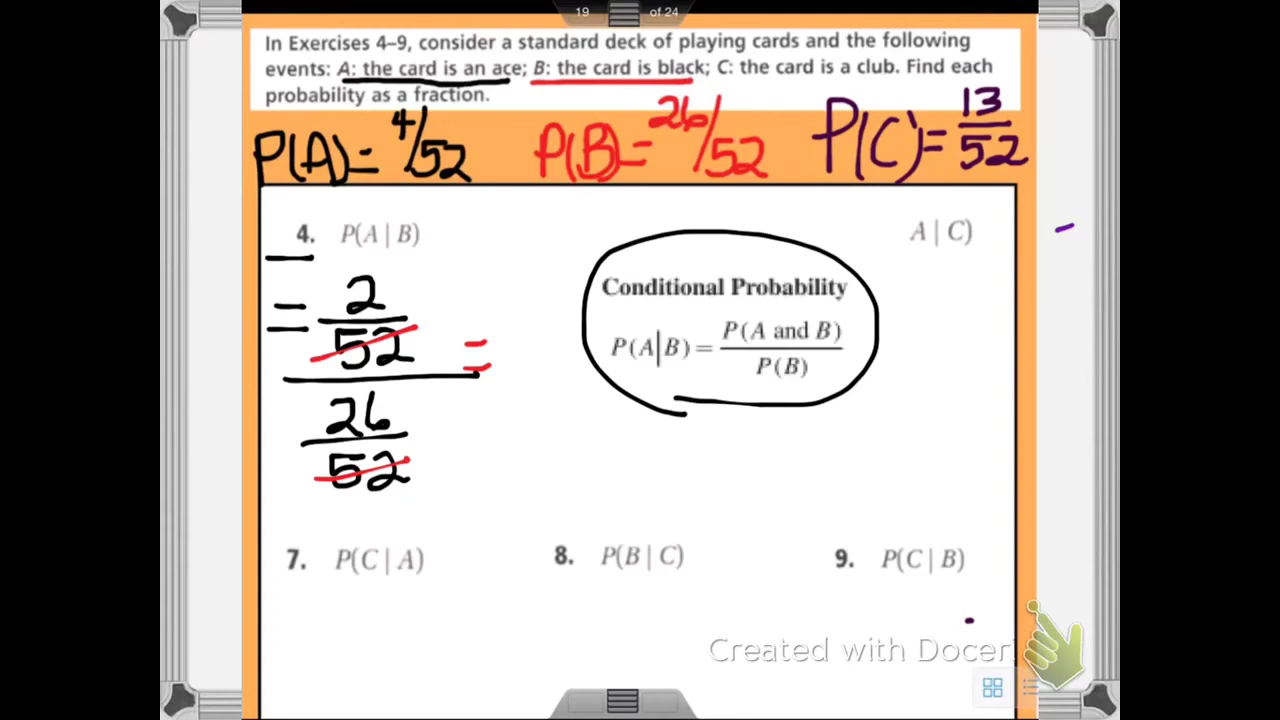 19 of 24
In Exercises 4–9, consider a standard deck of playing cards and the following
events: A: the card is an ace; B: the card is black; C: the card is a club. Find each
probability as a fraction.
P(A)= 4/52 P(B)= 26/52 P(C)= 13/52
4. P(A | B) A | C)
= 2/52 =
26/52
Conditional Probability
P(A|B) = P(A and B)/P(B)
7. P(C | A) 8. P(B | C) 9. P(C | B)
Created with Doceri